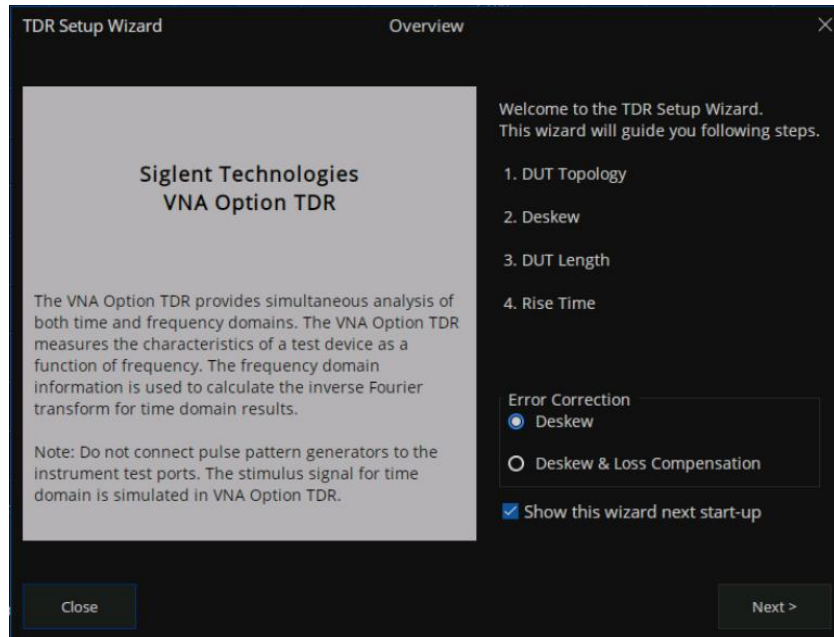 TDR Setup Wizard
Overview
Siglent Technologies
VNA Option TDR
The VNA Option TDR provides simultaneous analysis of
both time and frequency domains. The VNA Option TDR
measures the characteristics of a test device as a
function of frequency. The frequency domain
information is used to calculate the inverse Fourier
transform for time domain results.
Note: Do not connect pulse pattern generators to the
instrument test ports. The stimulus signal for time
domain is simulated in VNA Option TDR.
Welcome to the TDR Setup Wizard.
This wizard will guide you following steps.
1. DUT Topology
2. Deskew
3. DUT Length
4. Rise Time
Error Correction
Deskew
Deskew & Loss Compensation
Show this wizard next start-up
Close
Next >